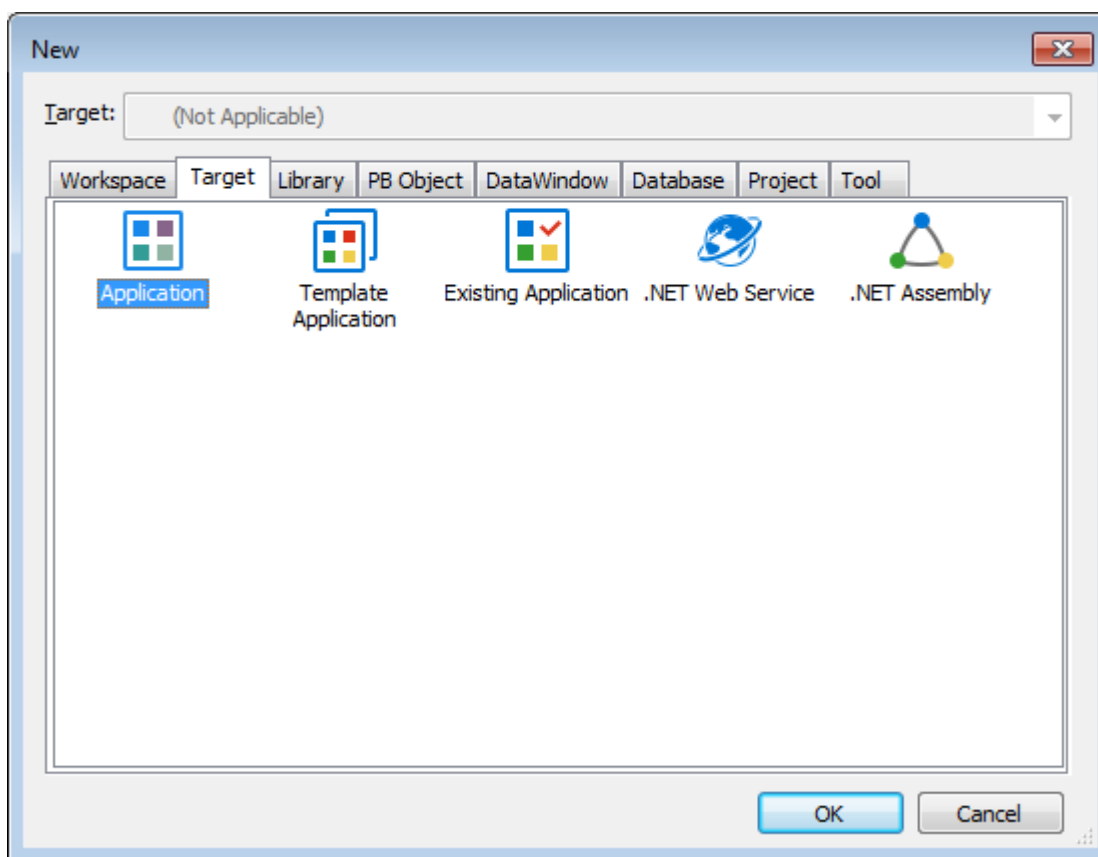 New
Target: (Not Applicable)
Workspace Target Library PB Object DataWindow Database Project Tool
Application Template Existing Application .NET Web Service .NET Assembly
Application
OK Cancel